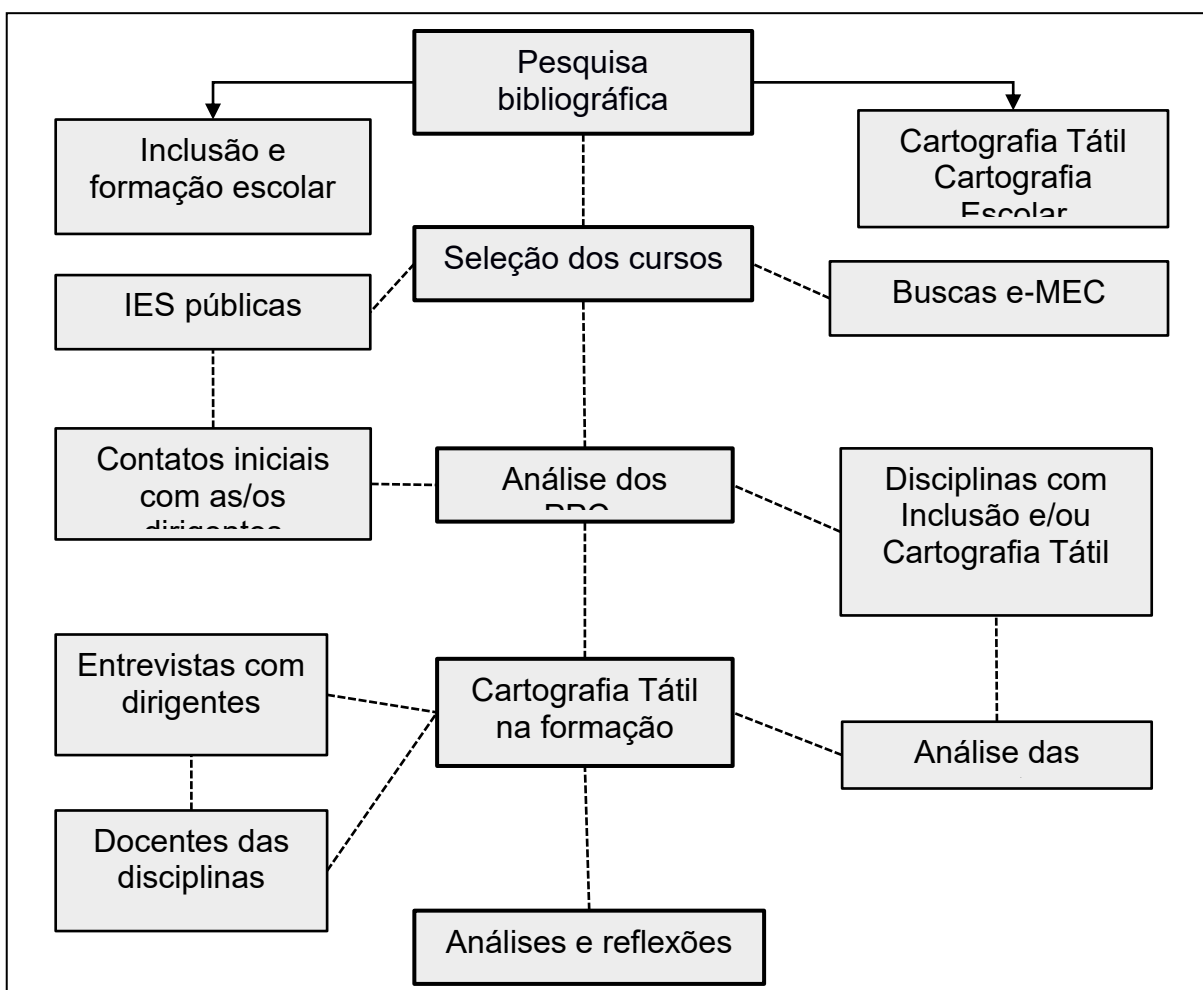 Pesquisa
bibliográfica
Inclusão e
formação escolar
Cartografia Tátil
Cartografia
Escolar
Seleção dos cursos
IES públicas
Buscas e-MEC
Contatos iniciais
com as/os
dirigentes
Análise dos
Disciplinas com
Inclusão e/ou
Cartografia Tátil
Entrevistas com
dirigentes
Cartografia Tátil
na formação
Análise das
Docentes das
disciplinas
Análises e reflexões